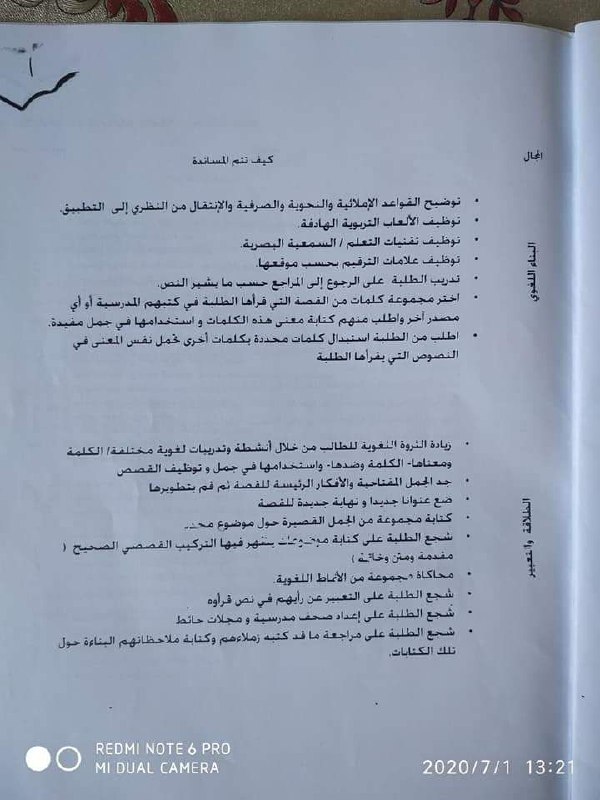 المجال
كيف تتم المساندة
البناء اللغوي
• توضيح القواعد الإملائية والنحوية والصرفية والإنتقال من النظري إلى التطبيق.
• توظيف الألعاب التربوية الهادفة.
• توظيف تقنيات التعلم / السمعية البصرية.
• توظيف علامات الترقيم بحسب موقعها.
• تدريب الطلبة على الرجوع إلى المراجع حسب ما يشير النص.
• اختر مجموعة كلمات من القصة التي قرأها الطلبة في كتبهم المدرسية أو أي
مصدر آخر واطلب منهم كتابة معنى هذه الكلمات و استخدامها في جمل مفيدة.
• اطلب من الطلبة استبدال كلمات محددة بكلمات أخرى تحمل نفس المعنى في
النصوص التي يقرأها الطلبة
الطلاقة والتعبير
• زيادة الثروة اللغوية للطالب من خلال أنشطة وتدريبات لغوية مختلفة/ الكلمة
ومعناها- الكلمة وضدها- واستخدامها في جمل و توظيف القصص
• جد الجمل المفتاحية والأفكار الرئيسة للقصة ثم قم بتطويرها
• ضع عنوانا جديدا و نهاية جديدة للقصة
• كتابة مجموعة من الجمل القصيرة حول موضوع محدد
• شجع الطلبة على كتابة موضوعات يظهر فيها التركيب القصصي الصحيح (
مقدمة ومتن وخاتمة )
• محاكاة مجموعة من الأنماط اللغوية.
• شجع الطلبة على التعبير عن رأيهم في نص قرأوه
• شجع الطلبة على إعداد صحف مدرسية و مجلات حائط
• شجع الطلبة على مراجعة ما قد كتبه زملاءهم وكتابة ملاحظاتهم البناءة حول
تلك الكتابات.
REDMI NOTE 6 PRO
MI DUAL CAMERA
2020/7/1 13:21